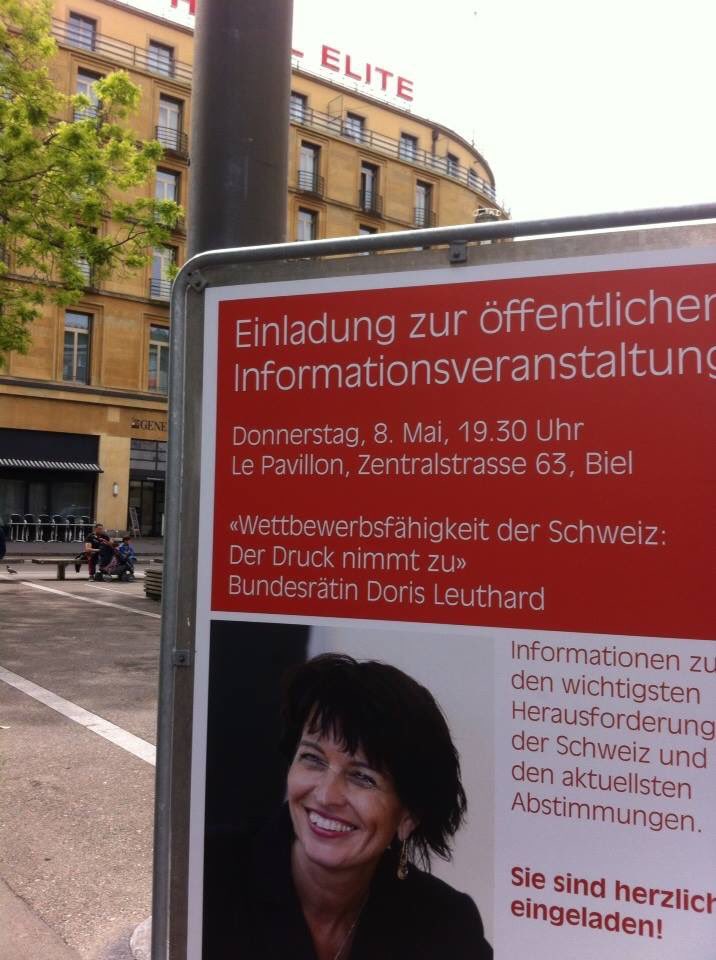 ELITE
GENE
Einladung zur öffentlichen
Informationsveranstaltung
Donnerstag, 8. Mai, 19.30 Uhr
Le Pavillon, Zentralstrasse 63, Biel
«Wettbewerbsfähigkeit der Schweiz:
Der Druck nimmt zu»
Bundesrätin Doris Leuthard
Informationen zu
den wichtigsten
Herausforderung
der Schweiz und
den aktuellsten
Abstimmungen.
Sie sind herzlich
eingeladen!